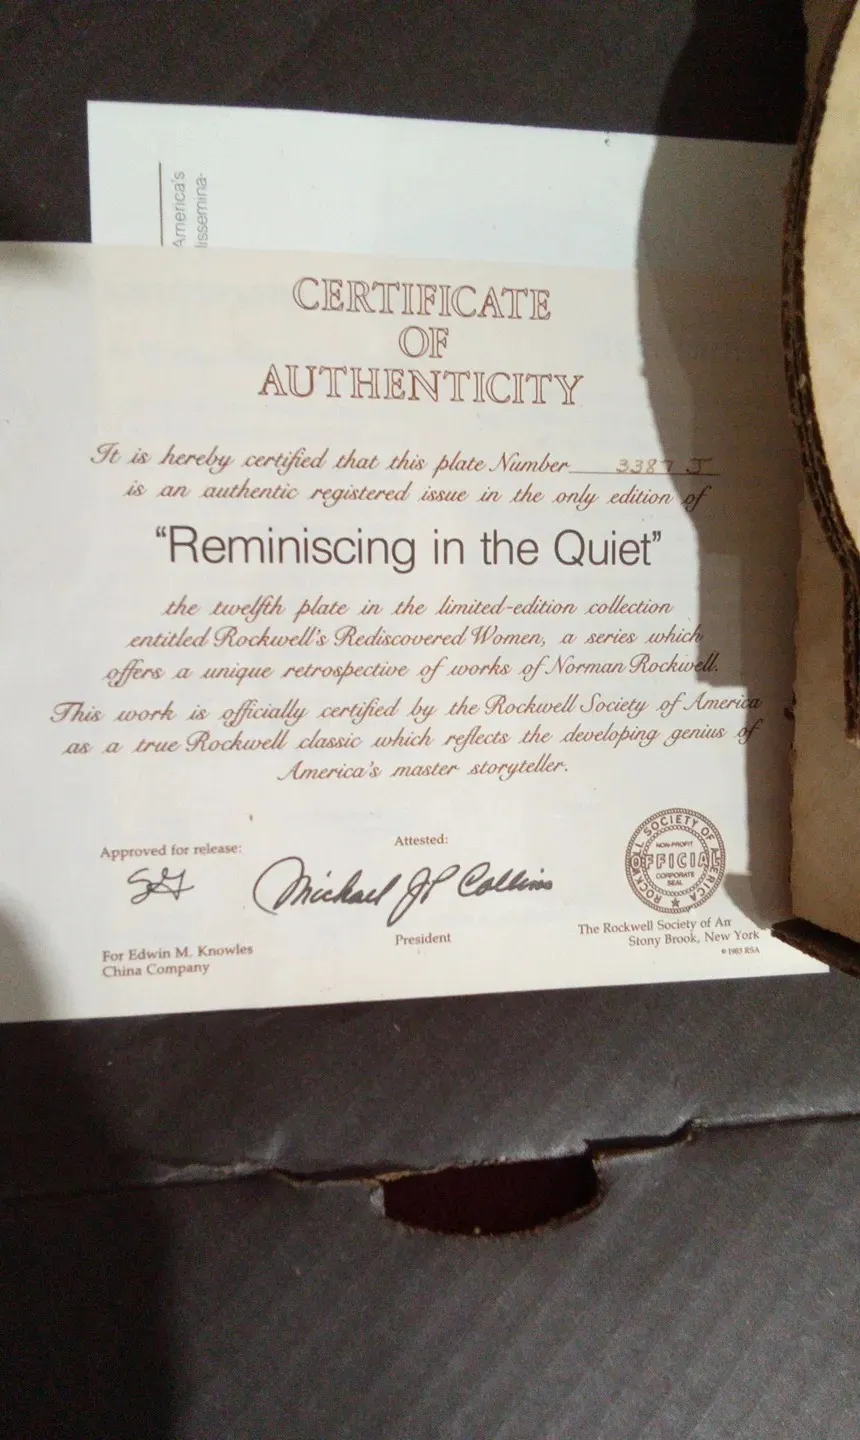 America's
lissemina-
CERTIFICATE
OF
AUTHENTICITY
It is hereby certified that this plate Number 3387 J
is an authentic registered issue in the only edition of
“Reminiscing in the Quiet”
the twelfth plate in the limited-edition collection
entitled Rockwell's Rediscovered Women, a series which
offers a unique retrospective of works of Norman Rockwell.
This work is officially certified by the Rockwell Society of America
as a true Rockwell classic which reflects the developing genius of
America's master storyteller.
Approved for release:
Attested:
Michael JP Collins
For Edwin M. Knowles
China Company
President
ROCKWELL SOCIETY OF AMERICA
NON-PROFIT
OFFICIAL
CORPORATE
SEAL
The Rockwell Society of Am
Stony Brook, New York
© 1983 RSA